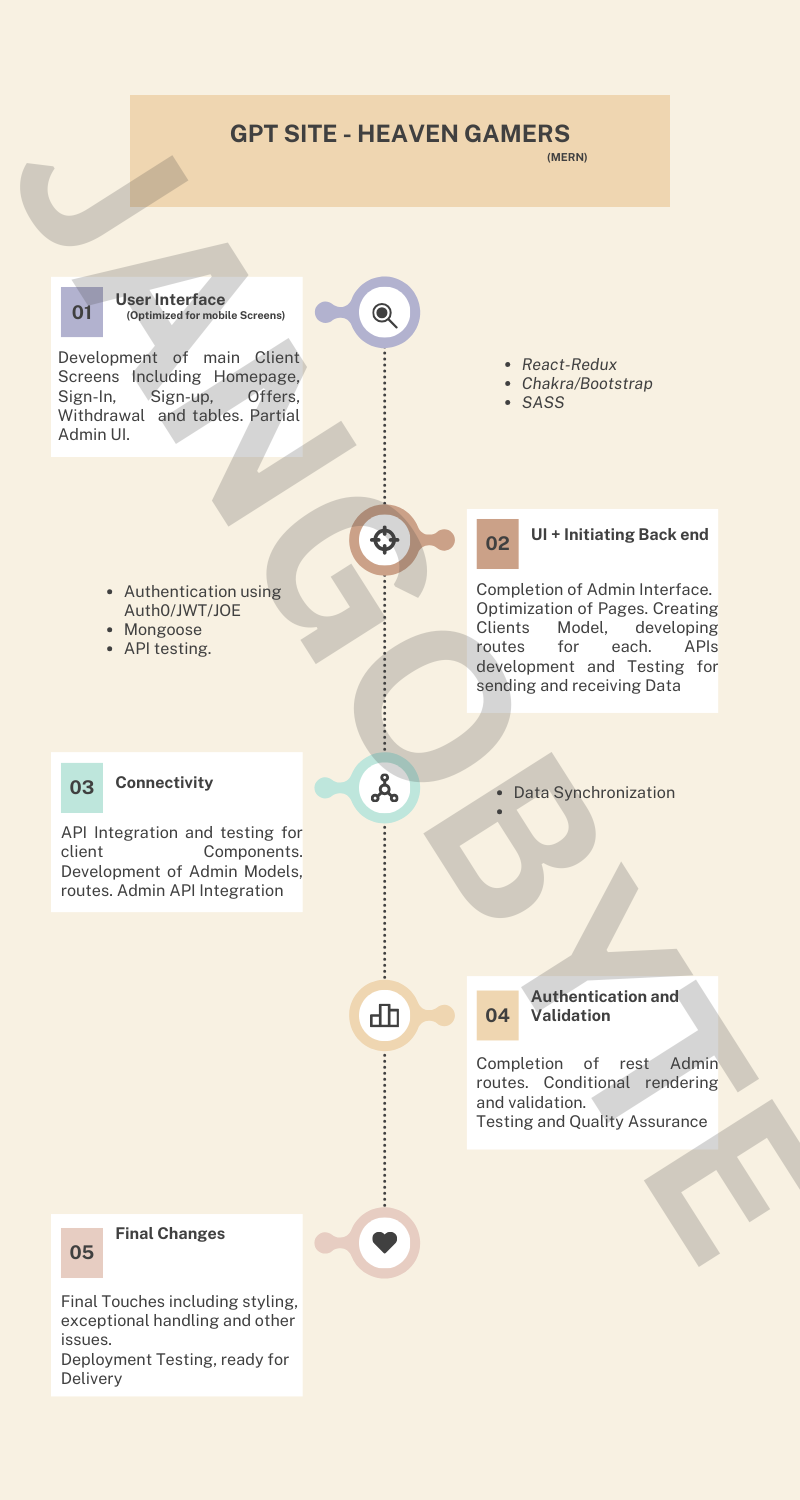 GPT SITE - HEAVEN GAMERS
(MERN)
01
User Interface
(Optimized for mobile Screens)
Development of main Client
Screens Including Homepage,
Sign-In, Sign-up, Offers,
Withdrawal and tables. Partial
Admin UI.
• React-Redux
• Chakra/Bootstrap
• SASS
02
UI + Initiating Back end
Completion of Admin Interface.
Optimization of Pages. Creating
Clients Model, developing
routes for each. APIs
development and Testing for
sending and receiving Data
• Authentication using
Auth0/JWT/JOE
• Mongoose
• API testing.
03
Connectivity
API Integration and testing for
client Components.
Development of Admin Models,
routes. Admin API Integration
• Data Synchronization
•
04
Authentication and
Validation
Completion of rest Admin
routes. Conditional rendering
and validation.
Testing and Quality Assurance
05
Final Changes
Final Touches including styling,
exceptional handling and other
issues.
Deployment Testing, ready for
Delivery
JANGOBYTE